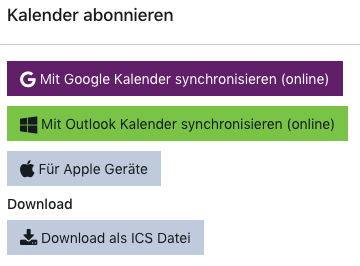 Kalender abonnieren
Mit Google Kalender synchronisieren (online)
Mit Outlook Kalender synchronisieren (online)
Für Apple Geräte
Download
Download als ICS Datei